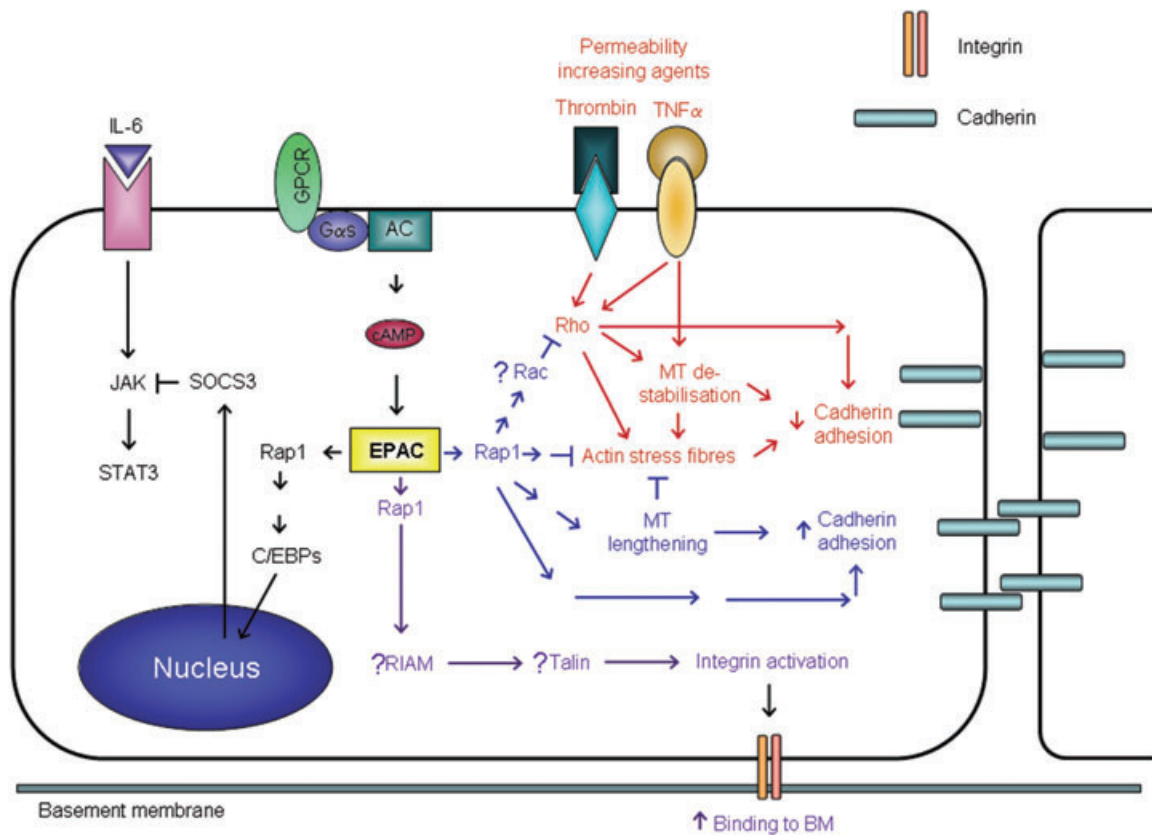 Permeability
increasing agents
Thrombin
TNFα
Integrin
Cadherin
IL-6
GPCR
Gαs
AC
cAMP
Rho
? Rac
MT de-
stabilisation
Cadherin
adhesion
JAK
SOCS3
STAT3
Rap1
EPAC
Rap1
Actin stress fibres
Rap1
MT
lengthening
Cadherin
adhesion
C/EBPs
Nucleus
?RIAM
?Talin
Integrin activation
Basement membrane
Binding to BM